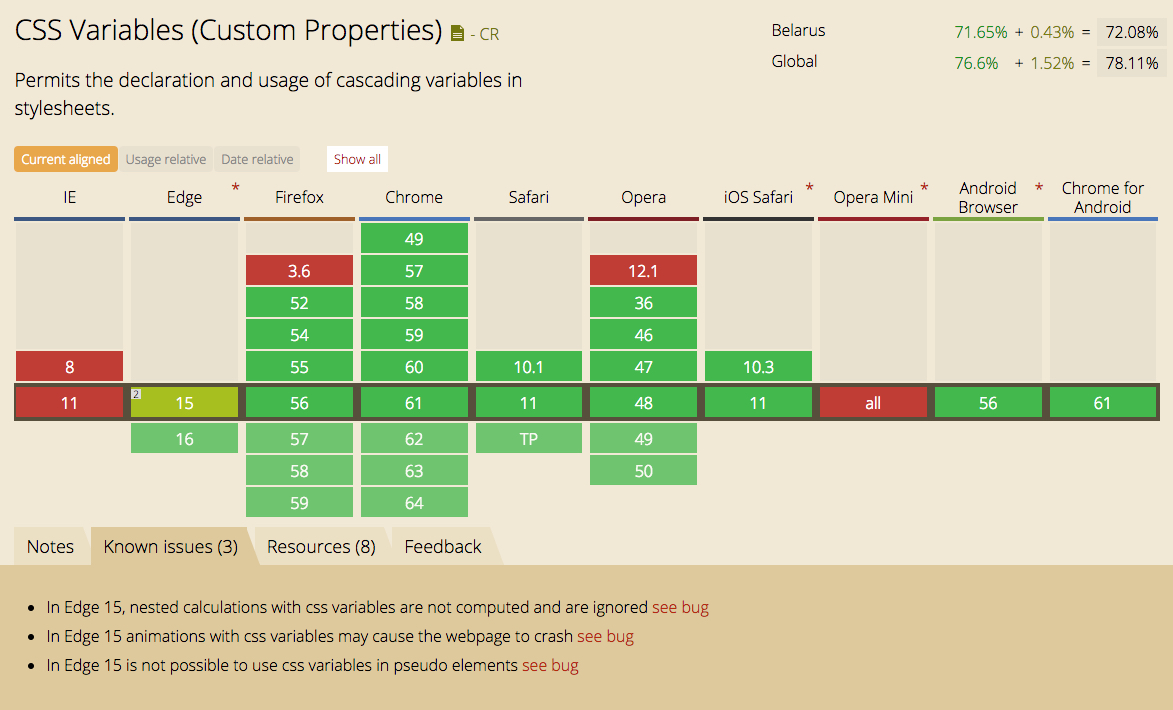 CSS Variables (Custom Properties) - CR
Belarus 71.65% + 0.43% = 72.08%
Global 76.6% + 1.52% = 78.11%
Permits the declaration and usage of cascading variables in
stylesheets.
Current aligned Usage relative Date relative Show all
IE Edge * Firefox Chrome Safari Opera iOS Safari * Opera Mini * Android Browser * Chrome for Android
49
3.6 57 12.1
52 58 36
54 59 46
8 55 60 10.1 47 10.3
11 2 15 56 61 11 48 11 all 56 61
16 57 62 TP 49
58 63 50
59 64
Notes Known issues (3) Resources (8) Feedback
• In Edge 15, nested calculations with css variables are not computed and are ignored see bug
• In Edge 15 animations with css variables may cause the webpage to crash see bug
• In Edge 15 is not possible to use css variables in pseudo elements see bug